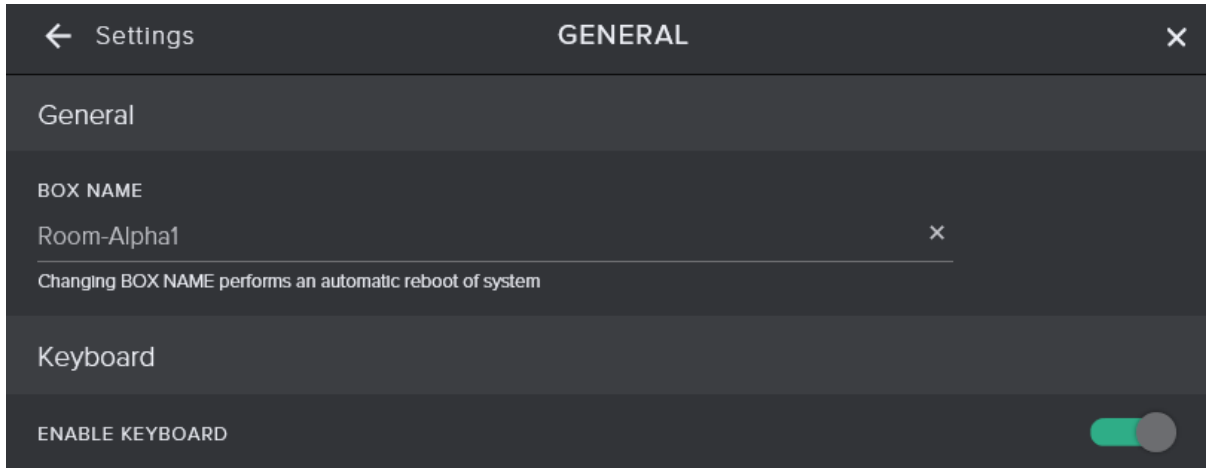 Settings
GENERAL
General
BOX NAME
Room-Alpha1
Changing BOX NAME performs an automatic reboot of system
Keyboard
ENABLE KEYBOARD